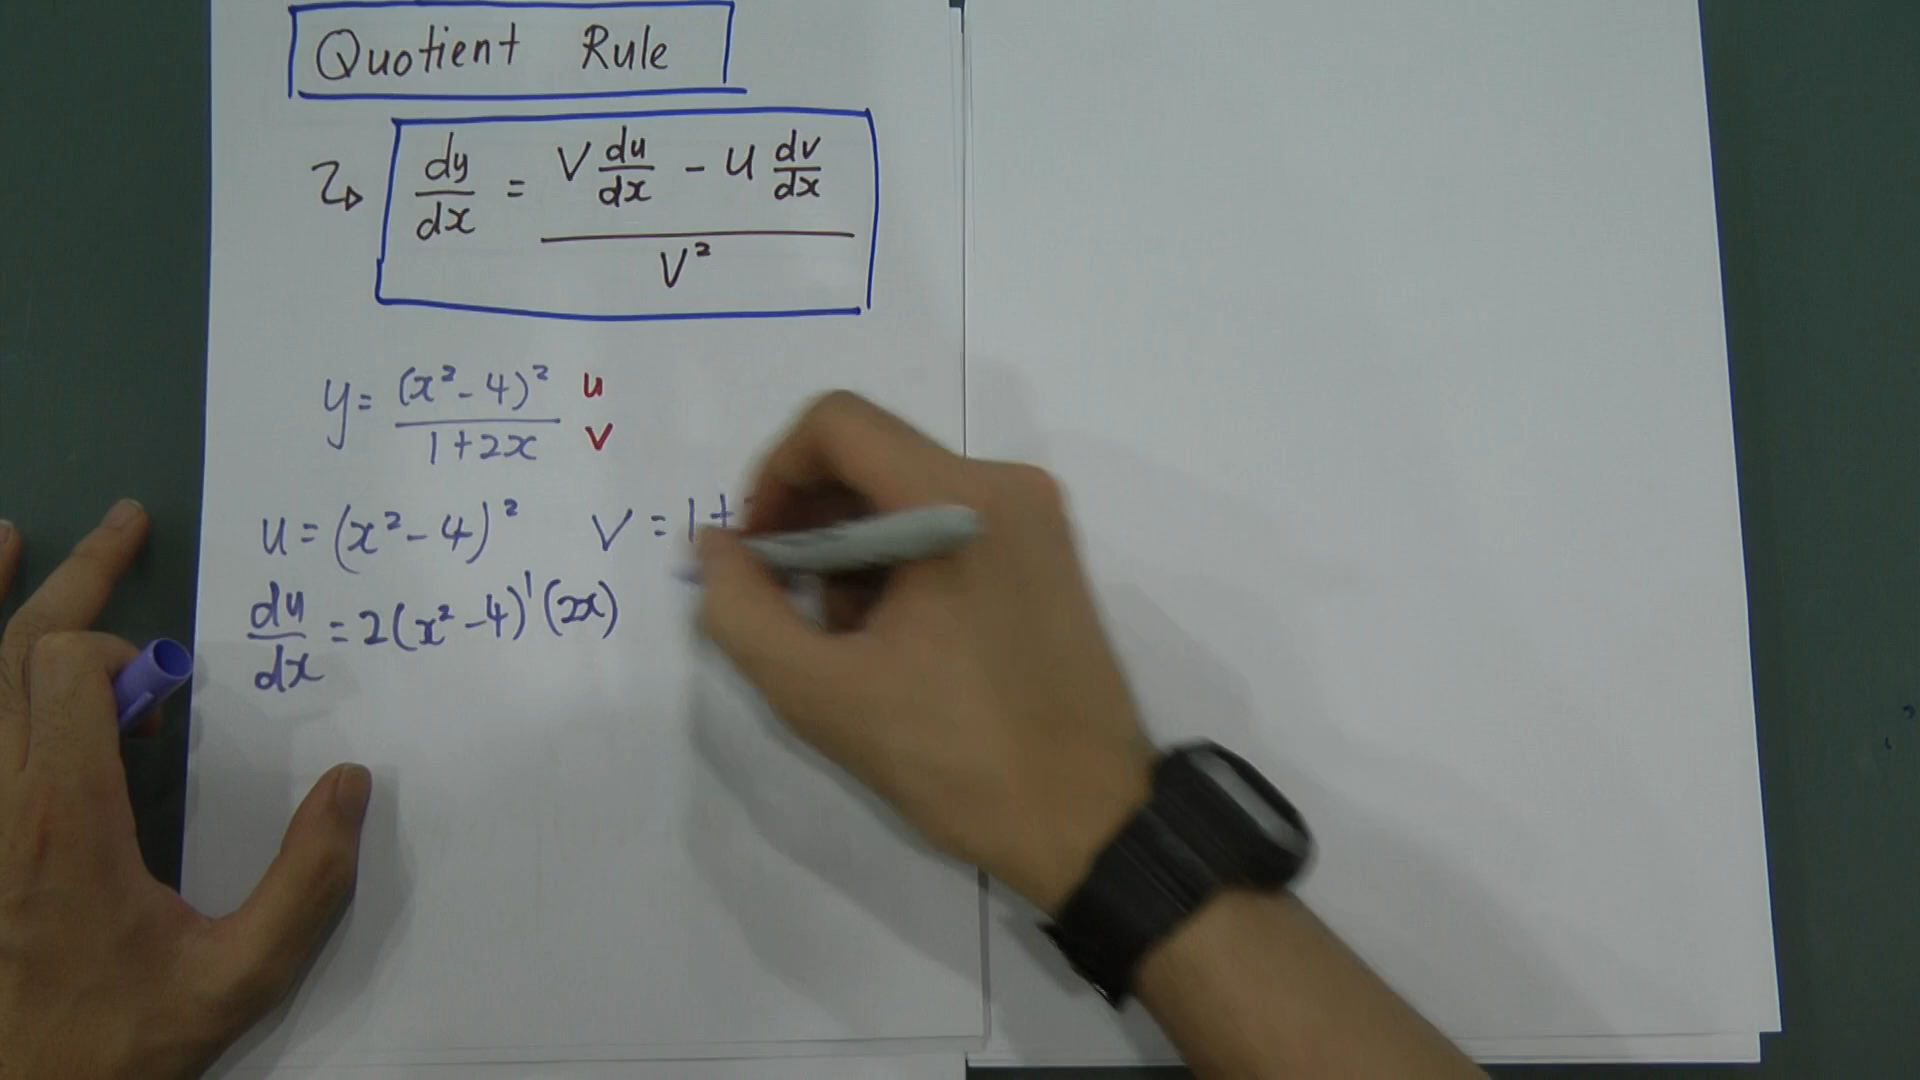 Quotient Rule
dy/dx = (V du/dx - U dv/dx) / V²
y = (x² - 4)² / (1 + 2x) u v
u = (x² - 4)² v = 1 +
du/dx = 2(x² - 4)¹ (2x)